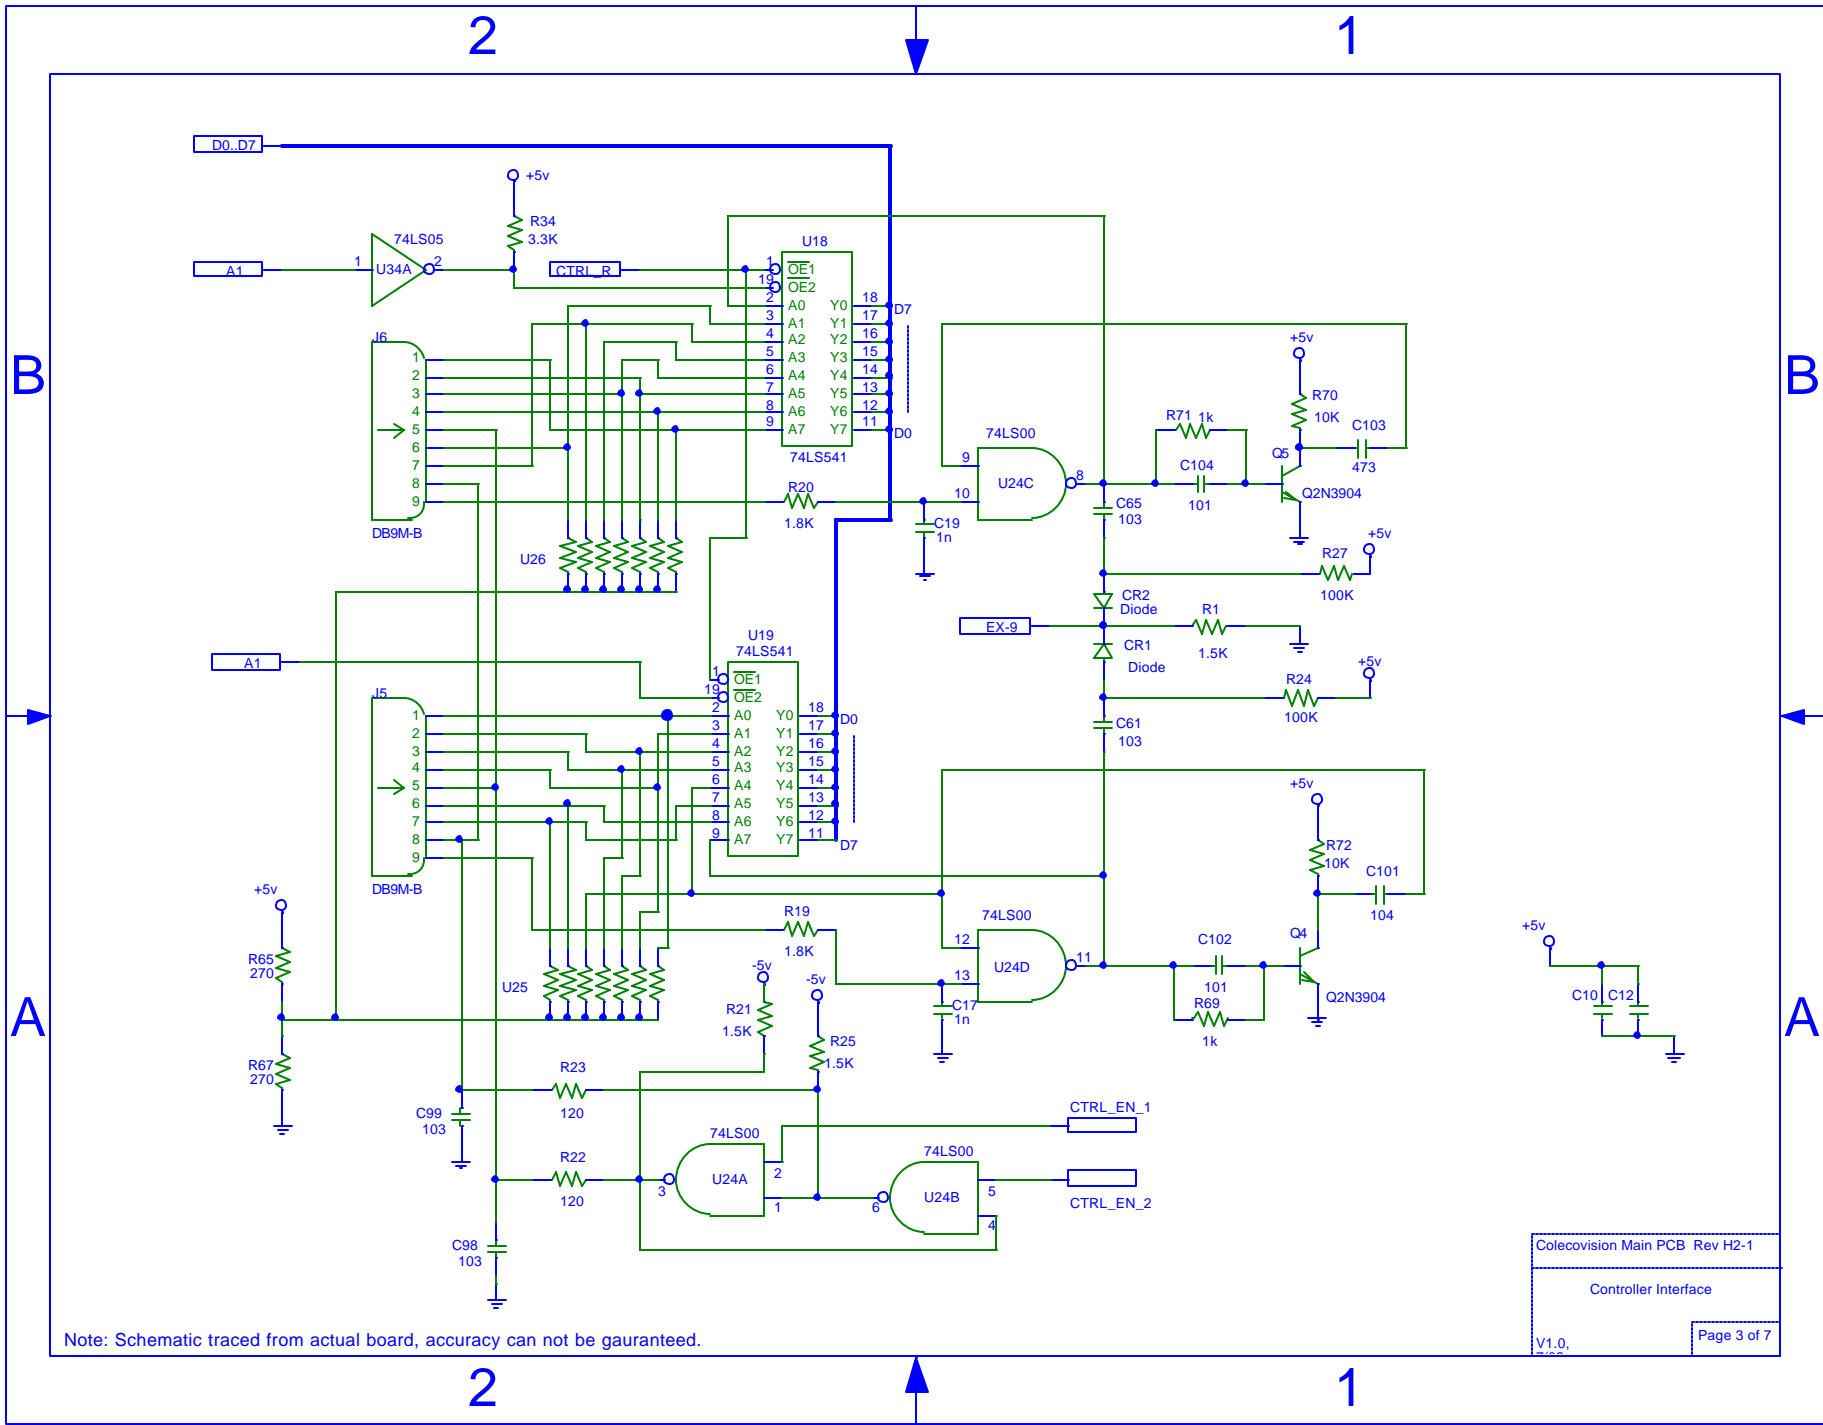 2 1
D0..D7
+5v
R34
3.3K
74LS05
A1 1 U34A 2
CTRL_R
U18
1 OE1
19 OE2
2 A0 Y0 18 D7
3 A1 Y1 17
4 A2 Y2 16
5 A3 Y3 15
6 A4 Y4 14
7 A5 Y5 13
8 A6 Y6 12
9 A7 Y7 11 D0
74LS541
J6
1
2
3
4
5
6
7
8
9
DB9M-B
B B
R20
1.8K
C19
1n
U26
74LS00
9
10
U24C
8
R71 1k
C104
101
+5v
R70
10K
C103
473
Q5
Q2N3904
C65
103
+5v
R27
100K
CR2
Diode
EX-9
R1
1.5K
CR1
Diode
+5v
R24
100K
C61
103
A1
U19
74LS541
1 OE1
19 OE2
2 A0 Y0 18 D0
3 A1 Y1 17
4 A2 Y2 16
5 A3 Y3 15
6 A4 Y4 14
7 A5 Y5 13
8 A6 Y6 12
9 A7 Y7 11 D7
J5
1
2
3
4
5
6
7
8
9
DB9M-B
+5v
R65
270
R67
270
U25
R19
1.8K
74LS00
12
13
U24D
11
C17
1n
C102
101
R69
1k
+5v
R72
10K
C101
104
Q4
Q2N3904
+5v
C10 C12
A A
-5v
R21
1.5K
-5v
R25
1.5K
R23
120
C99
103
R22
120
C98
103
74LS00
U24A
3
2
1
74LS00
U24B
6
5
4
CTRL_EN_1
CTRL_EN_2
Colecovision Main PCB Rev H2-1
Controller Interface
V1.0,
Page 3 of 7
Note: Schematic traced from actual board, accuracy can not be gauranteed.
2 1